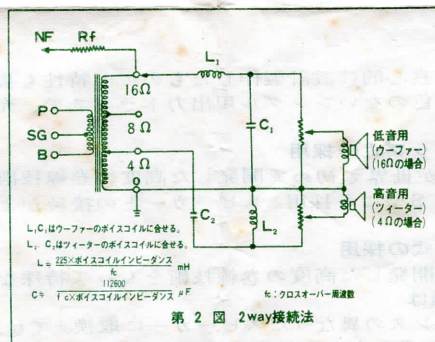 NF
Rf
L₁
16Ω
P
8Ω
C₁
SG
低音用
(ウーファー)
(16Ωの場合)
B
4Ω
0
C₂
L₂
高音用
(ツィーター)
(4Ωの場合)
L₁C₁はウーファーのボイスコイルに合せる。
L₂ C₂はツィーターのボイスコイルに合せる。
L≒ 225×ボイスコイルインピーダンス / fc mH
C≒ 112600 / fc×ボイスコイルインピーダンス μF
fc:クロスオーバー周波数
第2図 2way接続法